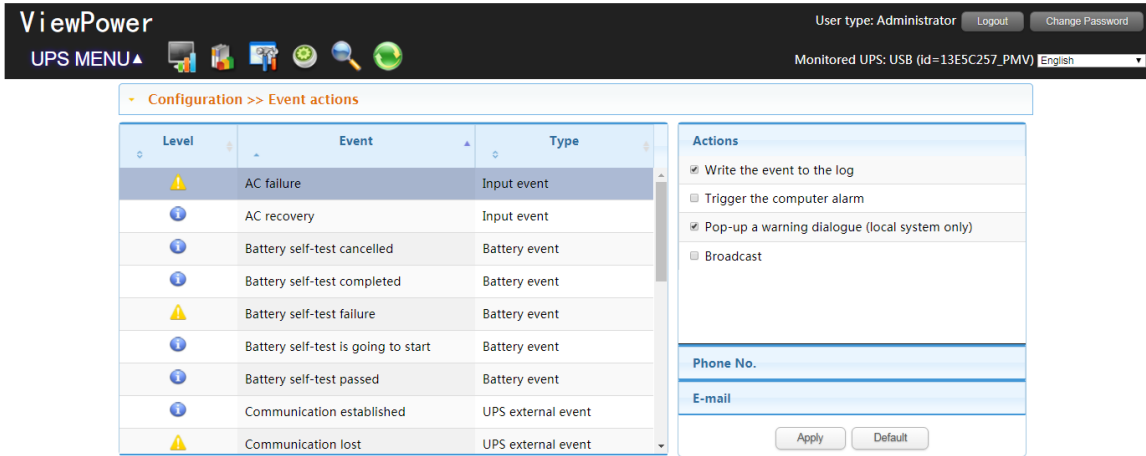 ViewPower
User type: Administrator Logout Change Password
UPS MENU▲
Monitored UPS: USB (id=13E5C257_PMV) English
Configuration >> Event actions
Level Event Type
AC failure Input event
AC recovery Input event
Battery self-test cancelled Battery event
Battery self-test completed Battery event
Battery self-test failure Battery event
Battery self-test is going to start Battery event
Battery self-test passed Battery event
Communication established UPS external event
Communication lost UPS external event
Actions
Write the event to the log
Trigger the computer alarm
Pop-up a warning dialogue (local system only)
Broadcast
Phone No.
E-mail
Apply Default